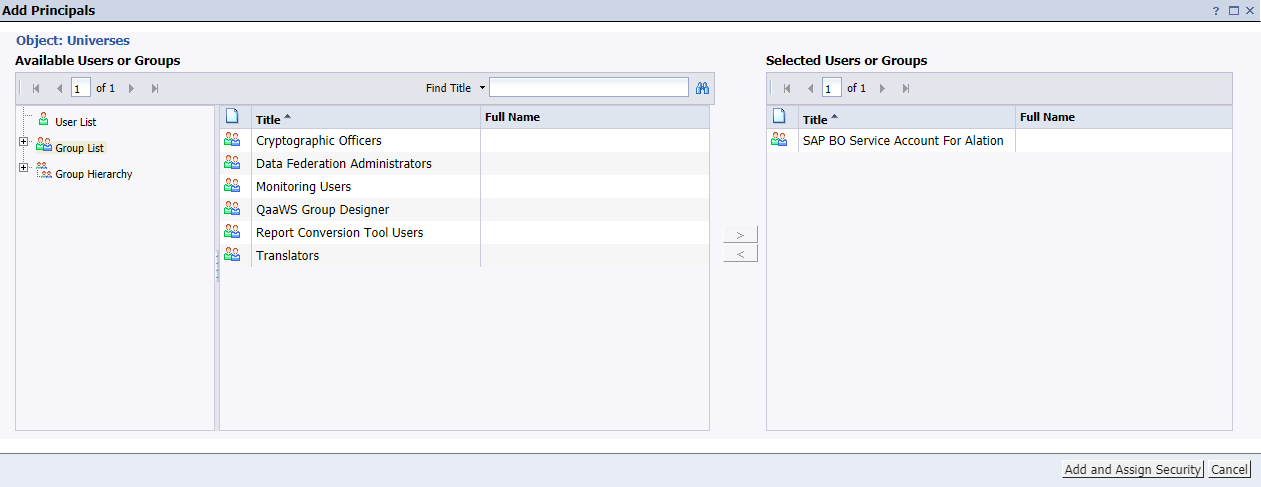 Add Principals ?
Object: Universes
Available Users or Groups
1 of 1 Find Title
User List
Group List
Group Hierarchy
Title Full Name
Cryptographic Officers
Data Federation Administrators
Monitoring Users
QaaWS Group Designer
Report Conversion Tool Users
Translators
>
<
Selected Users or Groups
1 of 1
Title Full Name
SAP BO Service Account For Alation
Add and Assign Security Cancel